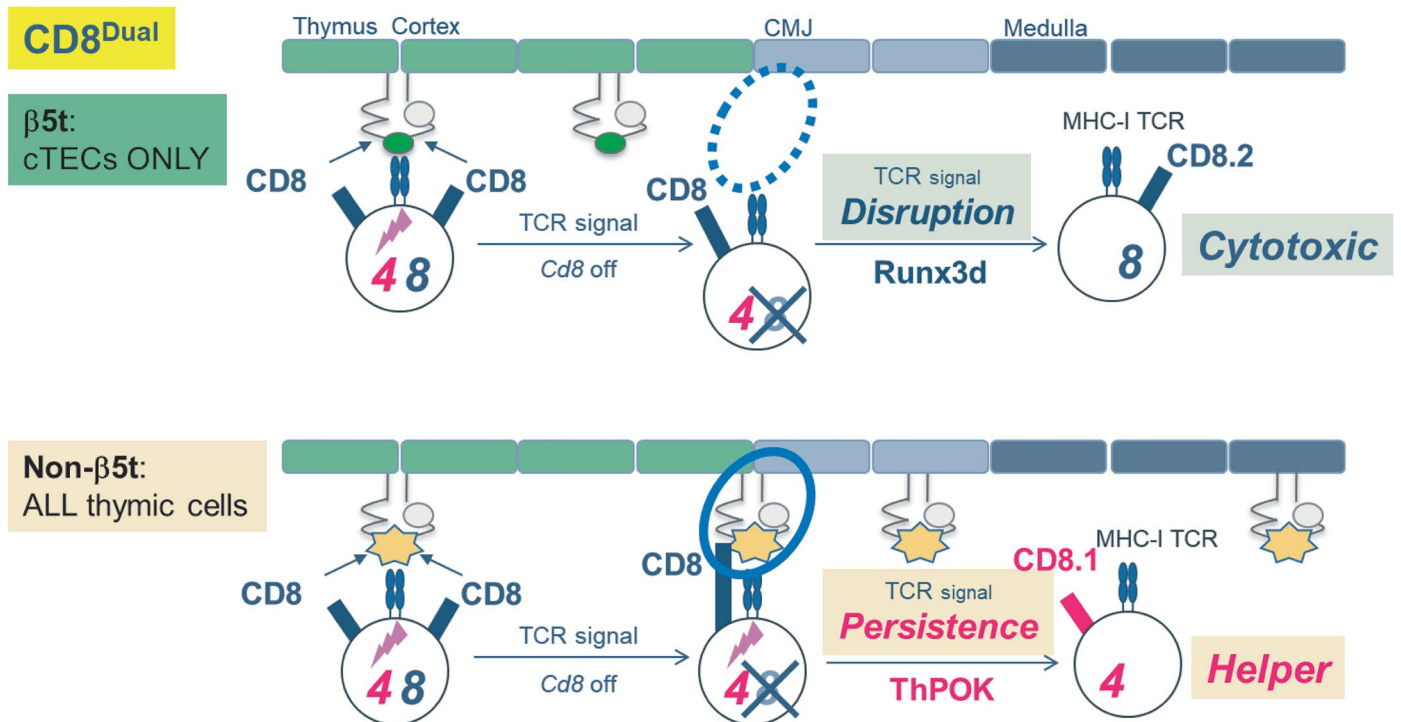 CD8Dual
Thymus Cortex
CMJ
Medulla
β5t:
cTECs ONLY
CD8
CD8
4 8
TCR signal
Cd8 off
CD8
4 8
TCR signal
Disruption
Runx3d
MHC-I TCR
CD8.2
8
Cytotoxic
Non-β5t:
ALL thymic cells
CD8
CD8
4 8
TCR signal
Cd8 off
CD8
4 8
TCR signal
Persistence
ThPOK
MHC-I TCR
CD8.1
4
Helper